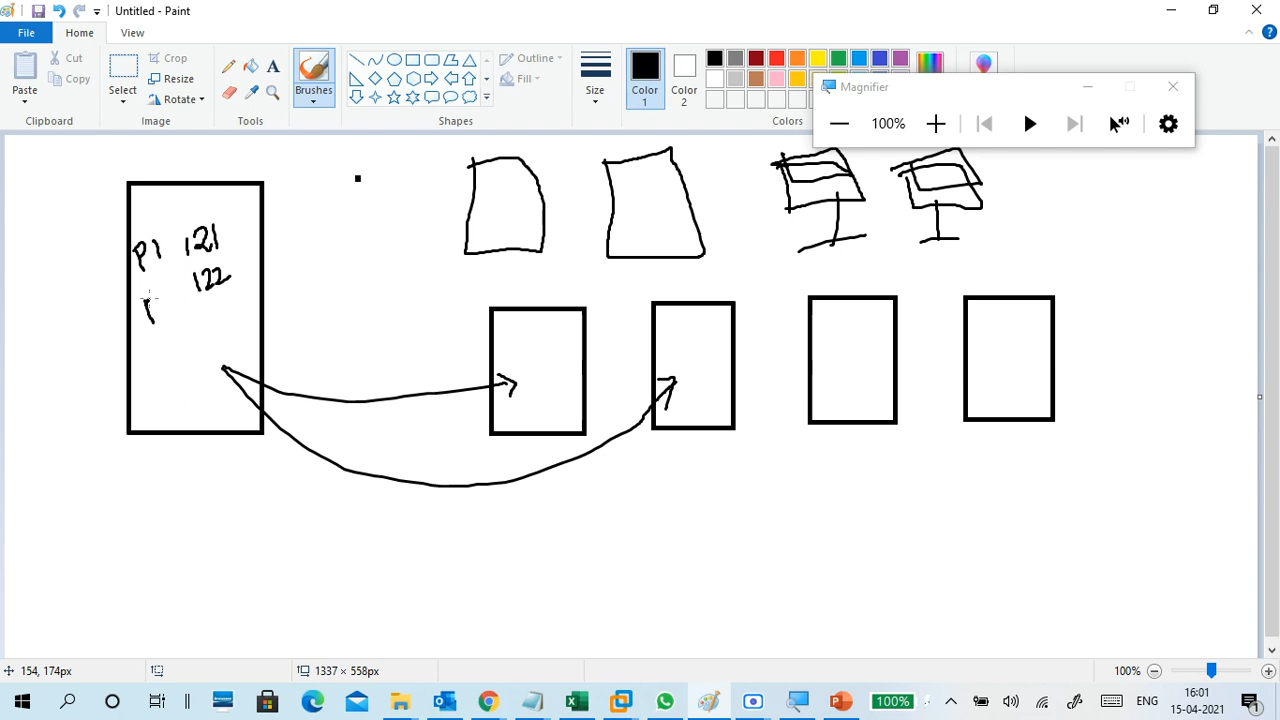 Untitled - Paint
File
Home
View
Paste
Cut
Copy
Clipboard
Select
Crop
Resize
Rotate
Image
Tools
Brushes
Shapes
Outline
Fill
Size
Color 1
Color 2
Colors
Magnifier
100%
P1 121
122
154, 174px
1337 × 558px
100%
100%
ENG
16:01
15-04-2021